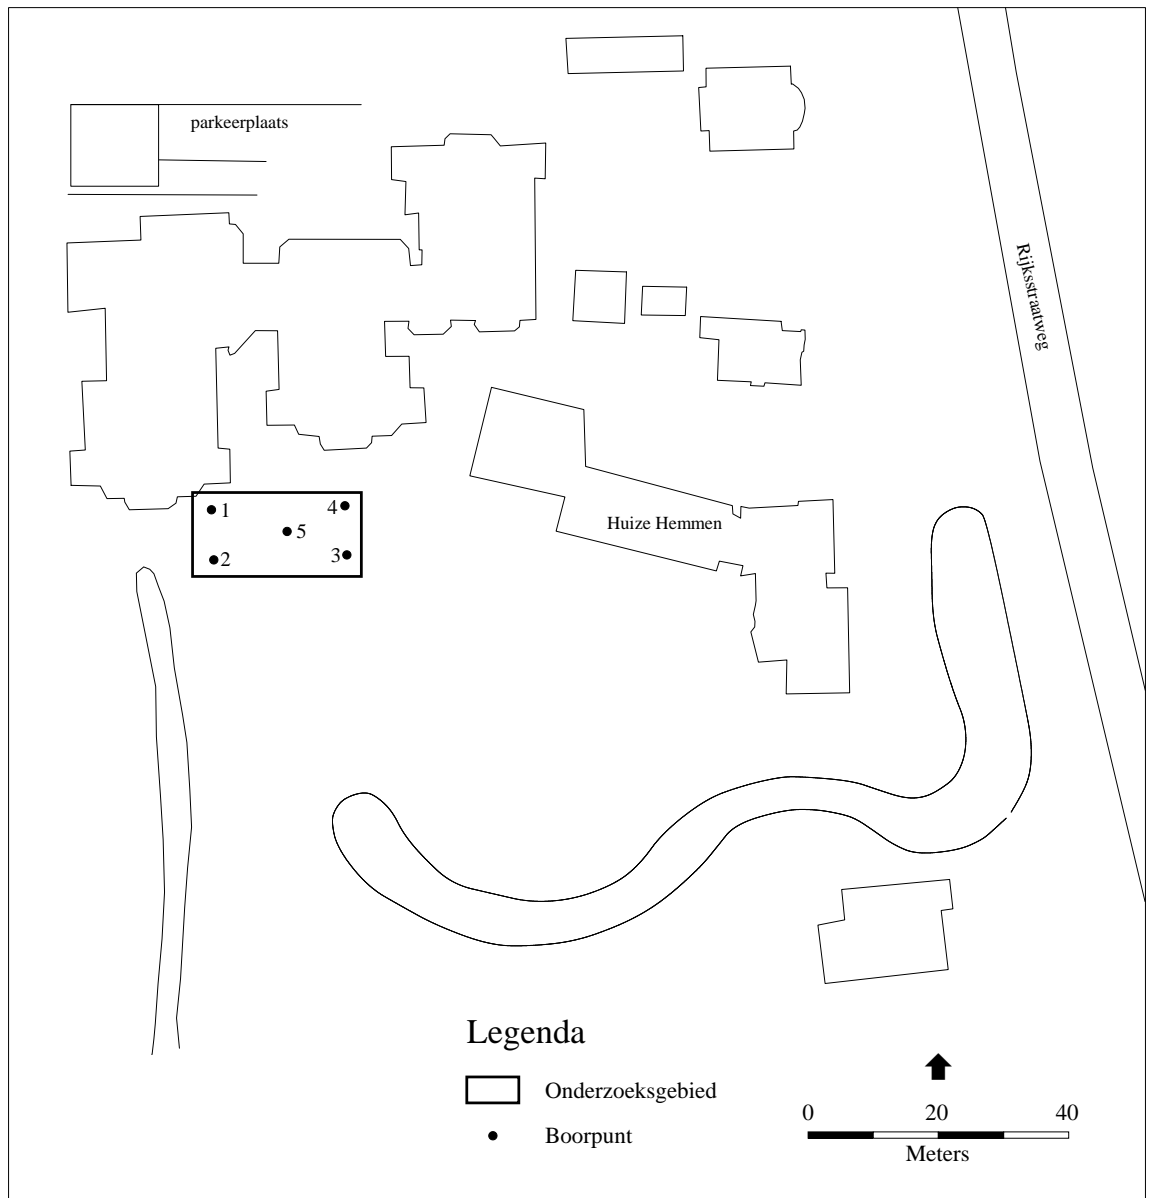 parkeerplaats
Rijksstraatweg
1
4
5
2
3
Huize Hemmen
Legenda
Onderzoeksgebied
Boorpunt
0 20 40
Meters